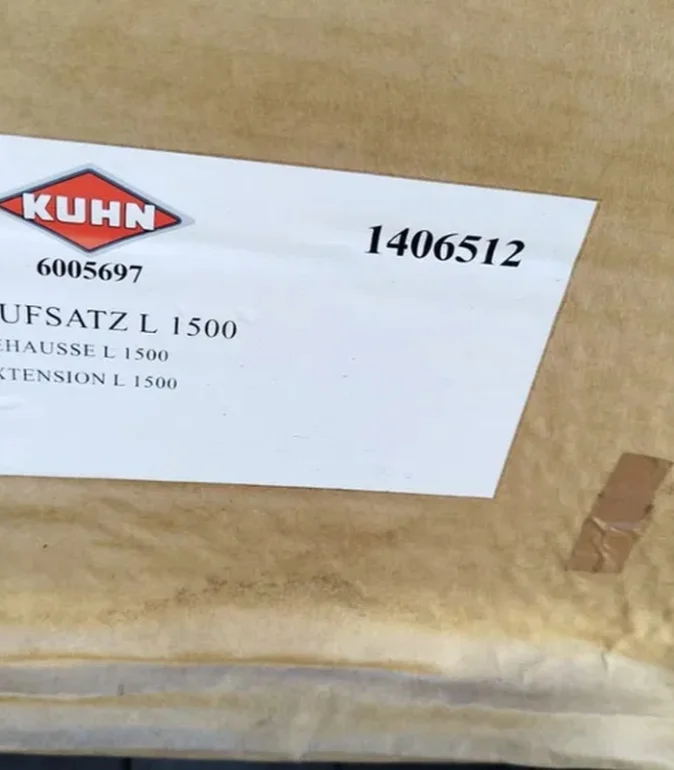 KUHN
1406512
6005697
UFSATZ L 1500
EHAUSSE L 1500
XTENSION L 1500